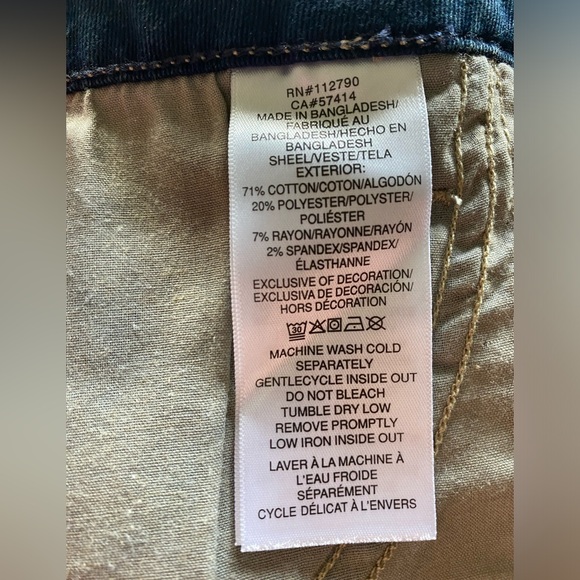 RN#112790
CA#57414
MADE IN BANGLADESH/
FABRIQUÉ AU
BANGLADESH/HECHO EN
BANGLADESH
SHEEL/VESTE/TELA
EXTERIOR:
71% COTTON/COTON/ALGODÓN
20% POLYESTER/POLYSTER/
POLIÉSTER
7% RAYON/RAYONNE/RAYÓN
2% SPANDEX/SPANDEX/
ÉLASTHANNE
EXCLUSIVE OF DECORATION/
EXCLUSIVA DE DECORACIÓN/
HORS DÉCORATION
30
MACHINE WASH COLD
SEPARATELY
GENTLECYCLE INSIDE OUT
DO NOT BLEACH
TUMBLE DRY LOW
REMOVE PROMPTLY
LOW IRON INSIDE OUT
LAVER À LA MACHINE À
L'EAU FROIDE
SÉPARÉMENT
CYCLE DÉLICAT À L'ENVERS